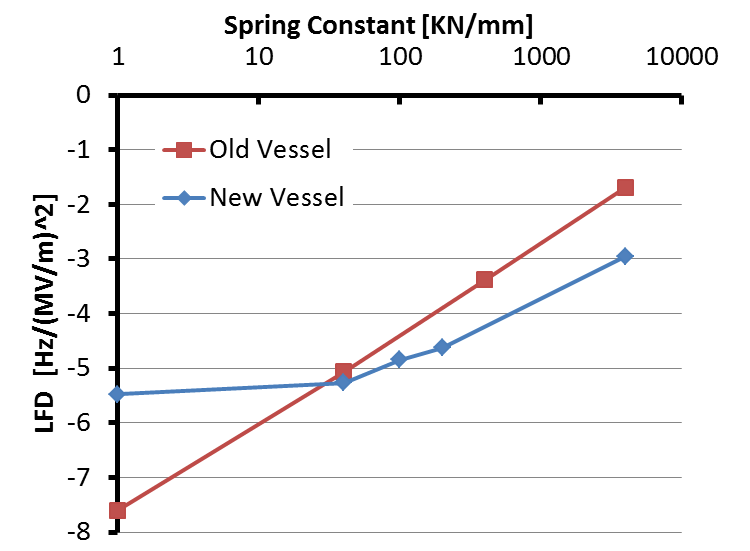 Spring Constant [KN/mm]
1 10 100 1000 10000
0
-1
Old Vessel
-2
New Vessel
-3
-4
-5
-6
-7
-8
LFD [Hz/(MV/m)^2]